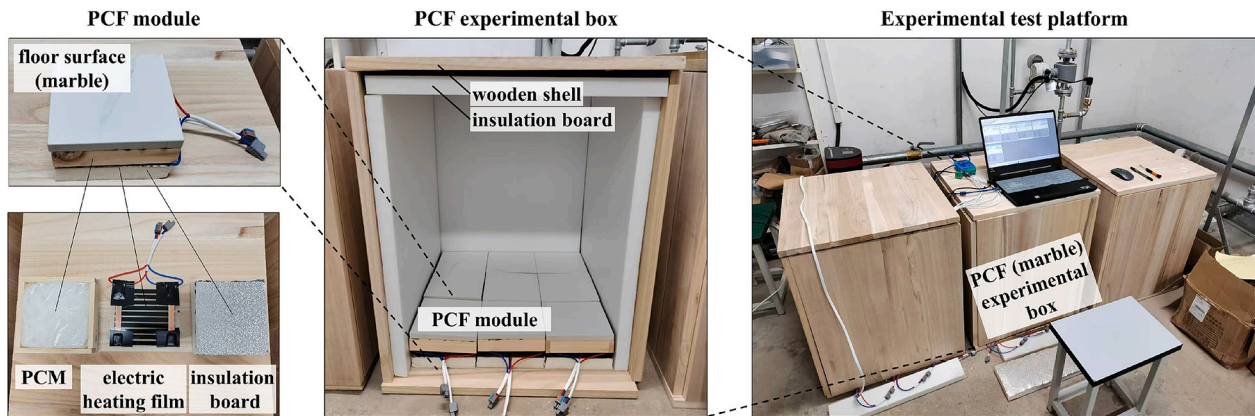 PCF module
floor surface
(marble)
PCM
electric
heating film
insulation
board
PCF experimental box
wooden shell
insulation board
PCF module
Experimental test platform
PCF (marble)
experimental
box